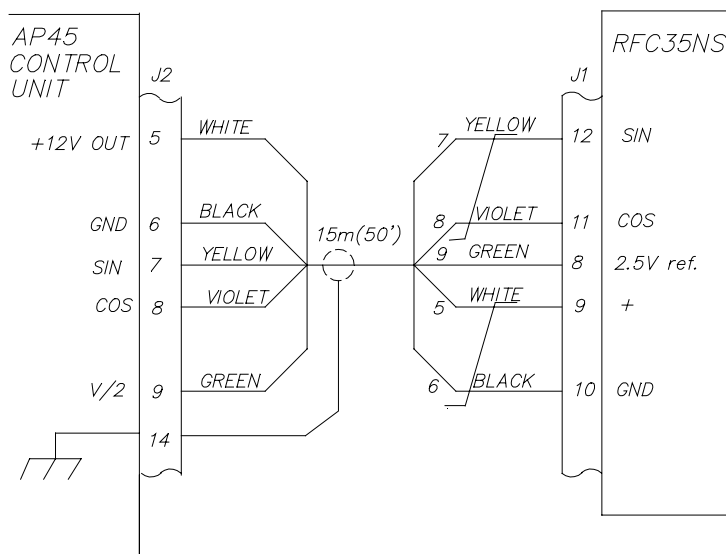 AP45
CONTROL
UNIT
J2
+12V OUT 5 WHITE
GND 6 BLACK
SIN 7 YELLOW
COS 8 VIOLET
V/2 9 GREEN
14
15m(50')
RFC35NS
J1
7 YELLOW 12 SIN
8 VIOLET 11 COS
9 GREEN 8 2.5V ref.
5 WHITE 9 +
6 BLACK 10 GND